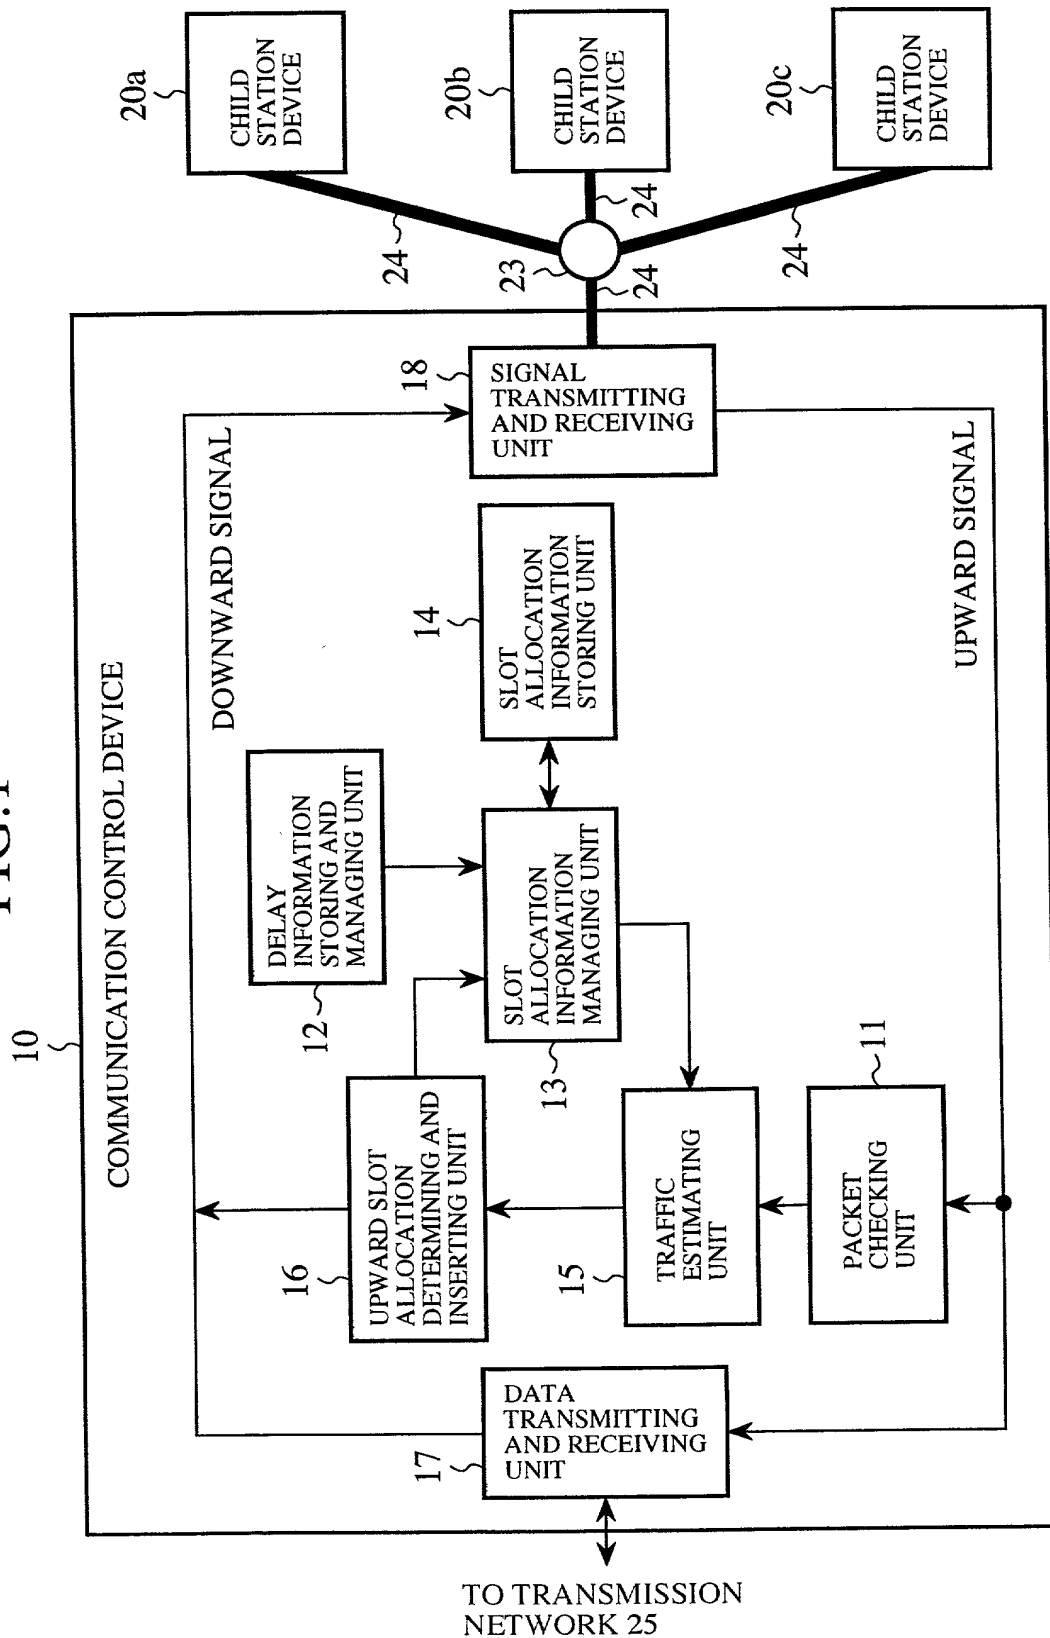 FIG.1
10
COMMUNICATION CONTROL DEVICE
DOWNWARD SIGNAL
12
DELAY
INFORMATION
STORING AND
MANAGING UNIT
16
UPWARD SLOT
ALLOCATION
DETERMINING AND
INSERTING UNIT
13
SLOT
ALLOCATION
INFORMATION
MANAGING UNIT
14
SLOT
ALLOCATION
INFORMATION
STORING UNIT
18
SIGNAL
TRANSMITTING
AND RECEIVING
UNIT
17
DATA
TRANSMITTING
AND RECEIVING
UNIT
15
TRAFFIC
ESTIMATING
UNIT
11
PACKET
CHECKING
UNIT
UPWARD SIGNAL
TO TRANSMISSION
NETWORK 25
23
24
24
24
24
20a
CHILD
STATION
DEVICE
20b
CHILD
STATION
DEVICE
20c
CHILD
STATION
DEVICE